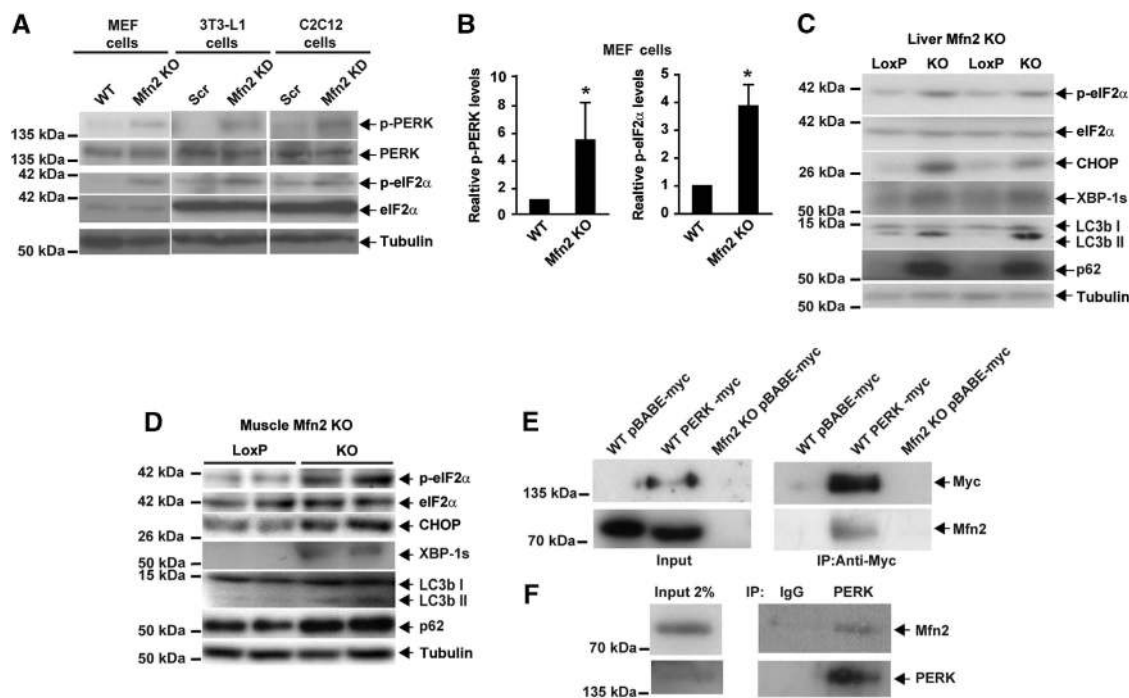 A
MEF cells
3T3-L1 cells
C2C12 cells
WT
Mfn2 KO
Scr
Mfn2 KD
Scr
Mfn2 KD
135 kDa
p-PERK
135 kDa
PERK
42 kDa
p-eIF2α
42 kDa
eIF2α
50 kDa
Tubulin
B
MEF cells
Realtive p-PERK levels
10
8
6
4
2
0
*
WT
Mfn2 KO
Realtive p-eIF2α levels
5
4
3
2
1
0
*
WT
Mfn2 KO
C
Liver Mfn2 KO
LoxP KO LoxP KO
42 kDa
p-eIF2α
42 kDa
eIF2α
26 kDa
CHOP
50 kDa
XBP-1s
15 kDa
LC3b I
LC3b II
50 kDa
p62
50 kDa
Tubulin
D
Muscle Mfn2 KO
LoxP KO
42 kDa
p-eIF2α
42 kDa
eIF2α
26 kDa
CHOP
50 kDa
XBP-1s
15 kDa
LC3b I
LC3b II
50 kDa
p62
50 kDa
Tubulin
E
WT pBABE-myc
WT PERK -myc
Mfn2 KO pBABE-myc
WT pBABE-myc
WT PERK -myc
Mfn2 KO pBABE-myc
135 kDa
Myc
70 kDa
Mfn2
Input
IP:Anti-Myc
F
Input 2% IP: IgG PERK
70 kDa
Mfn2
135 kDa
PERK